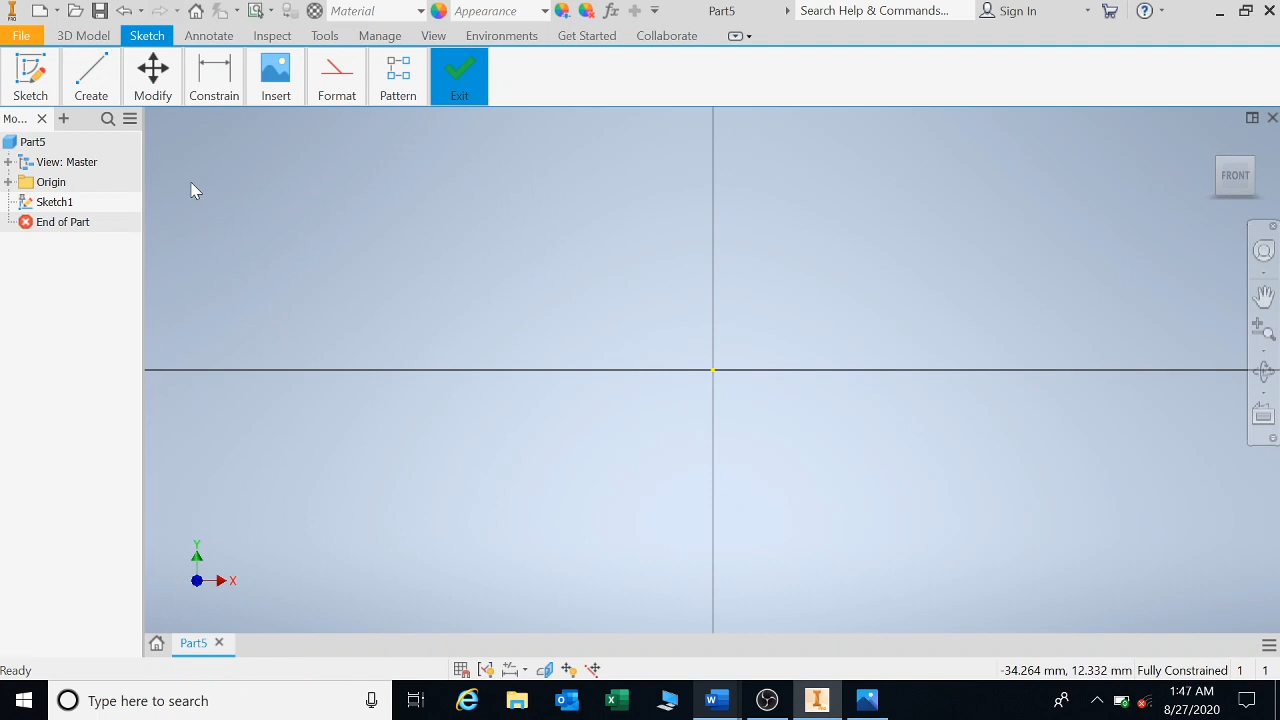 PRO Material Appearance fx Part5 Search Help & Commands... Sign In
File 3D Model Sketch Annotate Inspect Tools Manage View Environments Get Started Collaborate
Sketch Create Modify Constrain Insert Format Pattern Exit
Mo...
Part5
View: Master
Origin
Sketch1
End of Part
FRONT
Y
X
Part5
Ready -34.264 mm, 12.332 mm Fully Constrained 1 1
Type here to search
1:47 AM
8/27/2020